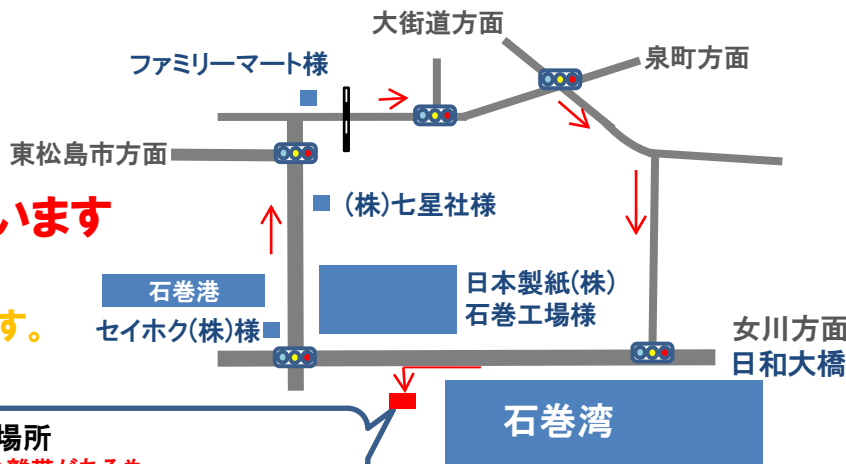 大街道方面
ファミリーマート様
泉町方面
東松島市方面
います
(株)七星社様
石巻港
日本製紙(株)
石巻工場様
す。
セイホク(株)様
女川方面
日和大橋
石巻湾
場所